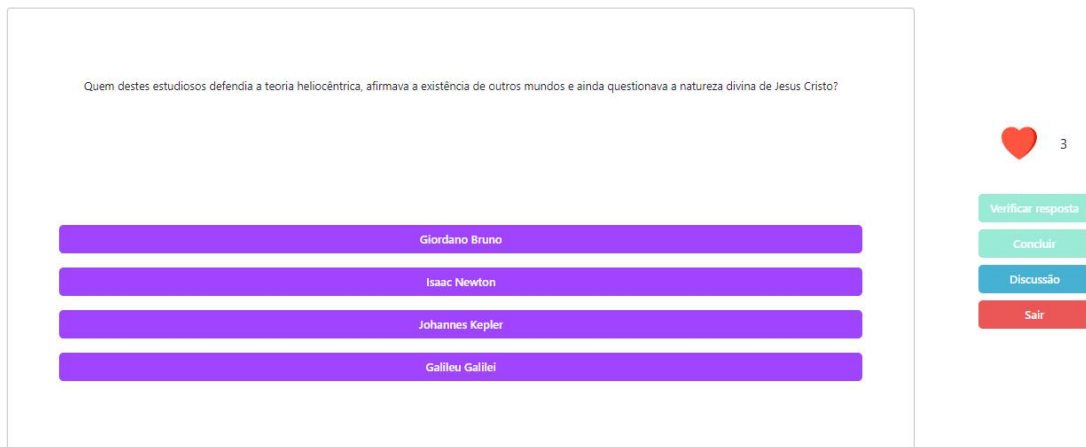 Quem destes estudiosos defendia a teoria heliocêntrica, afirmava a existência de outros mundos e ainda questionava a natureza divina de Jesus Cristo?
3
Verificar resposta
Giordano Bruno
Concluir
Isaac Newton
Discussão
Johannes Kepler
Sair
Galileu Galilei